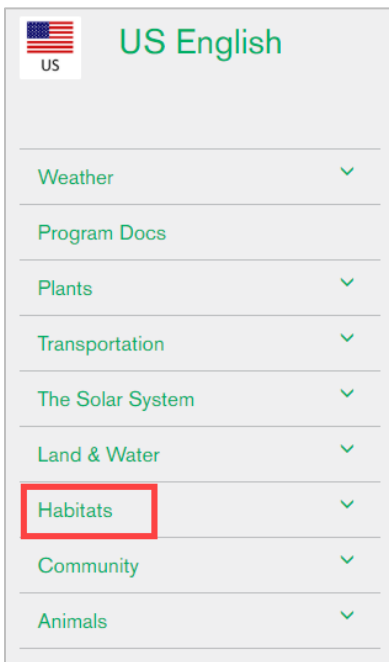 US English
US
Weather
Program Docs
Plants
Transportation
The Solar System
Land & Water
Habitats
Community
Animals